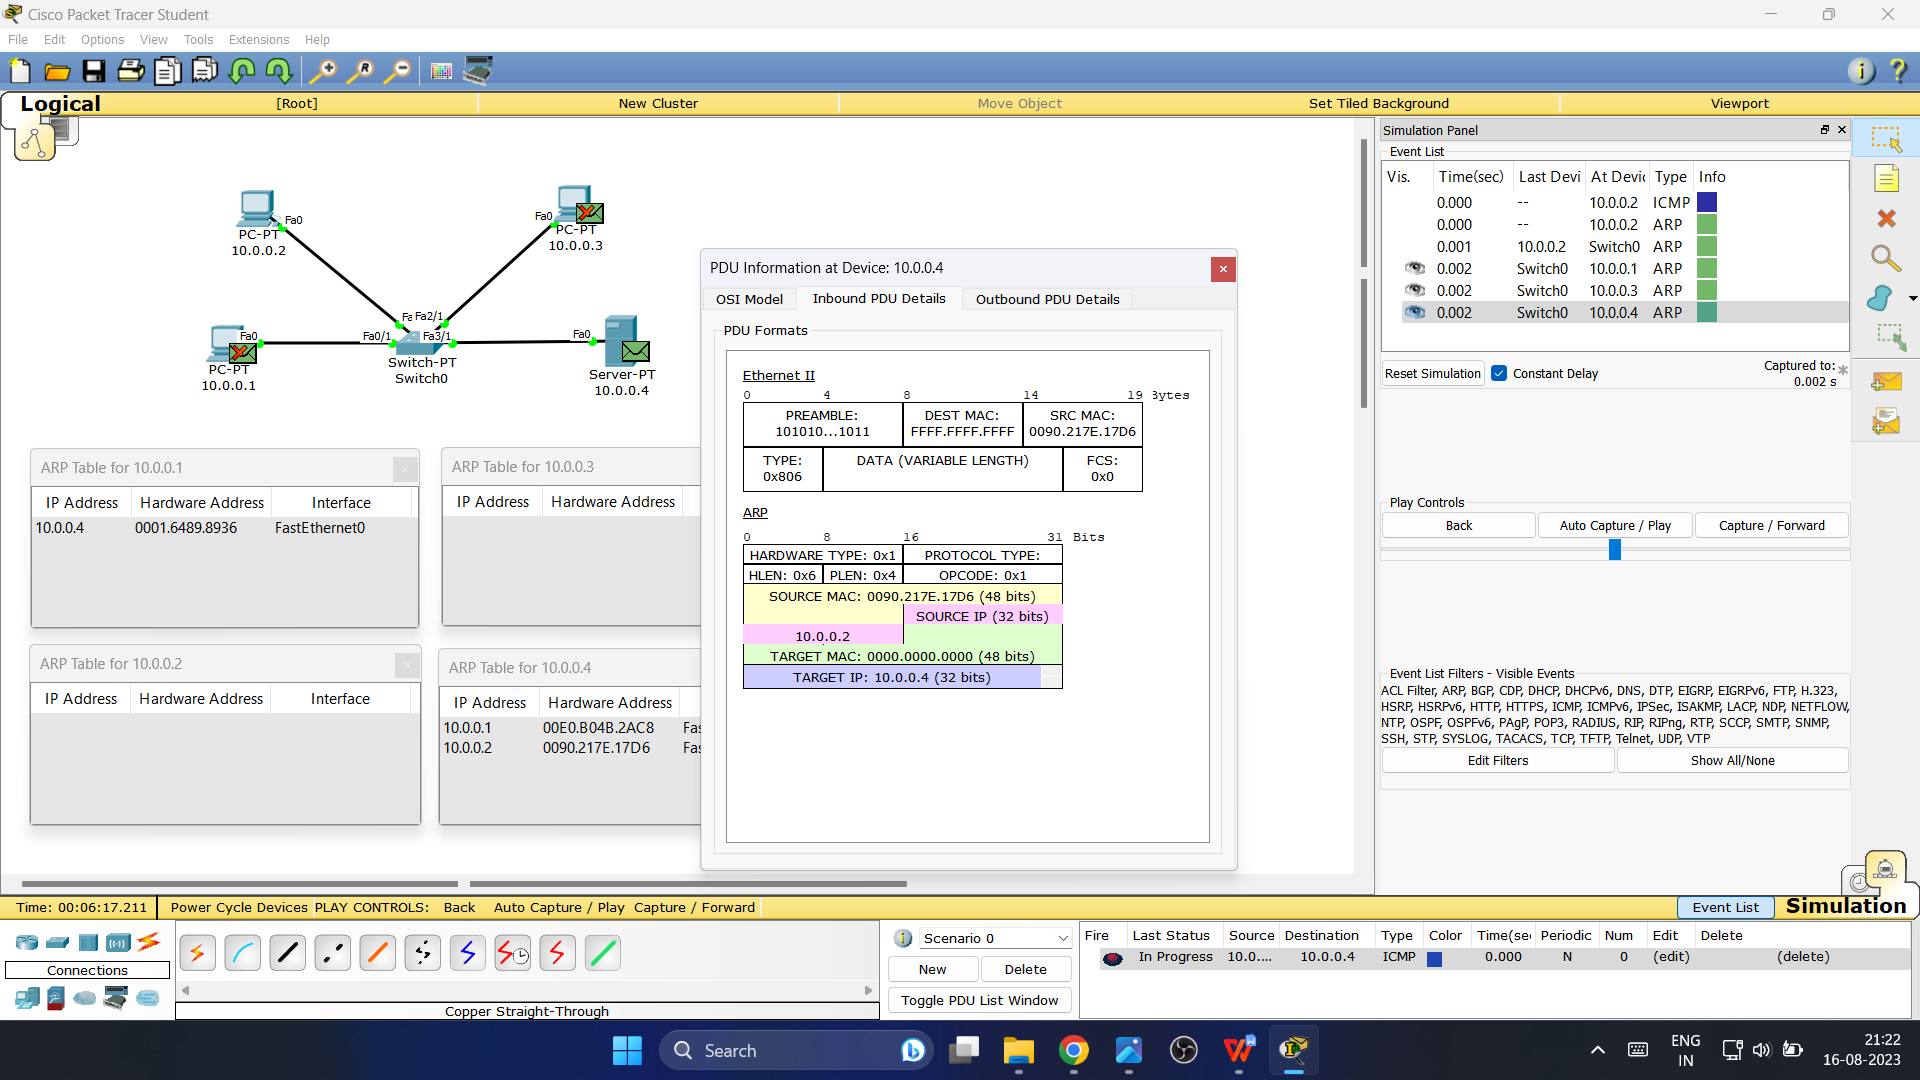 Cisco Packet Tracer Student
File Edit Options View Tools Extensions Help
Logical [Root] New Cluster Move Object Set Tiled Background Viewport
PC-PT
10.0.0.2
Fa0
PC-PT
10.0.0.3
Fa0
PC-PT
10.0.0.1
Fa0
Fa0/1
Fa2/1
Fa3/1
Switch-PT
Switch0
Fa0
Server-PT
10.0.0.4
ARP Table for 10.0.0.1
IP Address Hardware Address Interface
10.0.0.4 0001.6489.8936 FastEthernet0
ARP Table for 10.0.0.3
IP Address Hardware Address
ARP Table for 10.0.0.2
IP Address Hardware Address Interface
ARP Table for 10.0.0.4
IP Address Hardware Address
10.0.0.1 00E0.B04B.2AC8 Fas
10.0.0.2 0090.217E.17D6 Fas
PDU Information at Device: 10.0.0.4
OSI Model Inbound PDU Details Outbound PDU Details
PDU Formats
Ethernet II
0 4 8 14 19 Bytes
PREAMBLE:
101010...1011
DEST MAC:
FFFF.FFFF.FFFF
SRC MAC:
0090.217E.17D6
TYPE:
0x806
DATA (VARIABLE LENGTH)
FCS:
0x0
ARP
0 8 16 31 Bits
HARDWARE TYPE: 0x1 PROTOCOL TYPE:
HLEN: 0x6 PLEN: 0x4 OPCODE: 0x1
SOURCE MAC: 0090.217E.17D6 (48 bits)
SOURCE IP (32 bits)
10.0.0.2
TARGET MAC: 0000.0000.0000 (48 bits)
TARGET IP: 10.0.0.4 (32 bits)
Simulation Panel
Event List
Vis. Time(sec) Last Devi At Devic Type Info
0.000 -- 10.0.0.2 ICMP
0.000 -- 10.0.0.2 ARP
0.001 10.0.0.2 Switch0 ARP
0.002 Switch0 10.0.0.1 ARP
0.002 Switch0 10.0.0.3 ARP
0.002 Switch0 10.0.0.4 ARP
Reset Simulation Constant Delay Captured to: *
0.002 s
Play Controls
Back Auto Capture / Play Capture / Forward
Event List Filters - Visible Events
ACL Filter, ARP, BGP, CDP, DHCP, DHCPv6, DNS, DTP, EIGRP, EIGRPv6, FTP, H.323,
HSRP, HSRPv6, HTTP, HTTPS, ICMP, ICMPv6, IPSec, ISAKMP, LACP, NDP, NETFLOW,
NTP, OSPF, OSPFv6, PAgP, POP3, RADIUS, RIP, RIPng, RTP, SCCP, SMTP, SNMP,
SSH, STP, SYSLOG, TACACS, TCP, TFTP, Telnet, UDP, VTP
Edit Filters Show All/None
Time: 00:06:17.211 Power Cycle Devices PLAY CONTROLS: Back Auto Capture / Play Capture / Forward Event List Simulation
Connections
Copper Straight-Through
Scenario 0
New Delete
Toggle PDU List Window
Fire Last Status Source Destination Type Color Time(sec Periodic Num Edit Delete
In Progress 10.0.... 10.0.0.4 ICMP 0.000 N 0 (edit) (delete)
Search
ENG
IN
21:22
16-08-2023